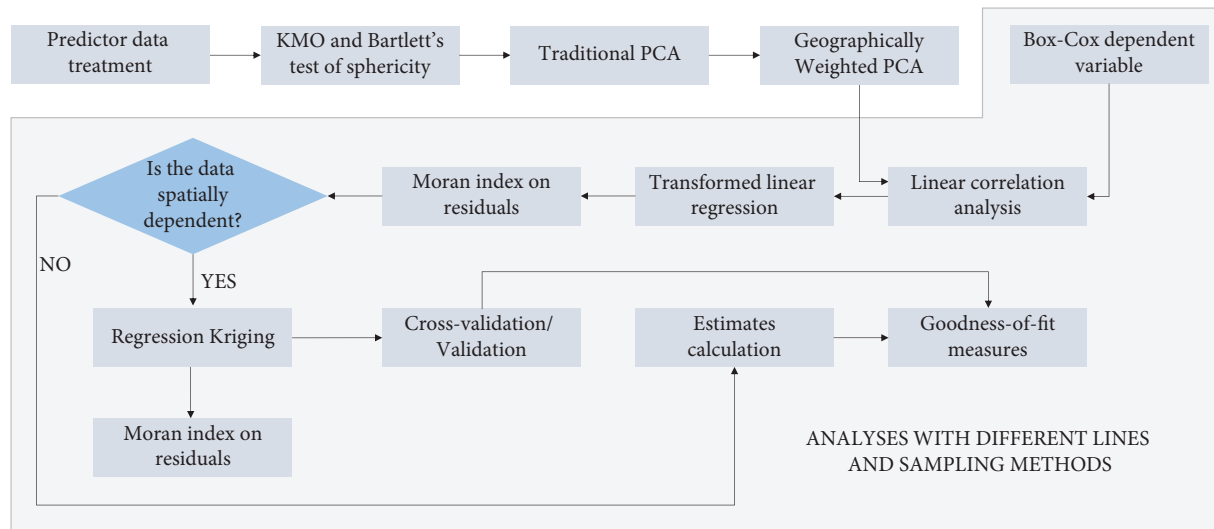 Predictor data
treatment
KMO and Bartlett's
test of sphericity
Traditional PCA
Geographically
Weighted PCA
Box-Cox dependent
variable
Is the data
spatially
dependent?
Moran index on
residuals
Transformed linear
regression
Linear correlation
analysis
NO
YES
Regression Kriging
Cross-validation/
Validation
Estimates
calculation
Goodness-of-fit
measures
Moran index on
residuals
ANALYSES WITH DIFFERENT LINES
AND SAMPLING METHODS